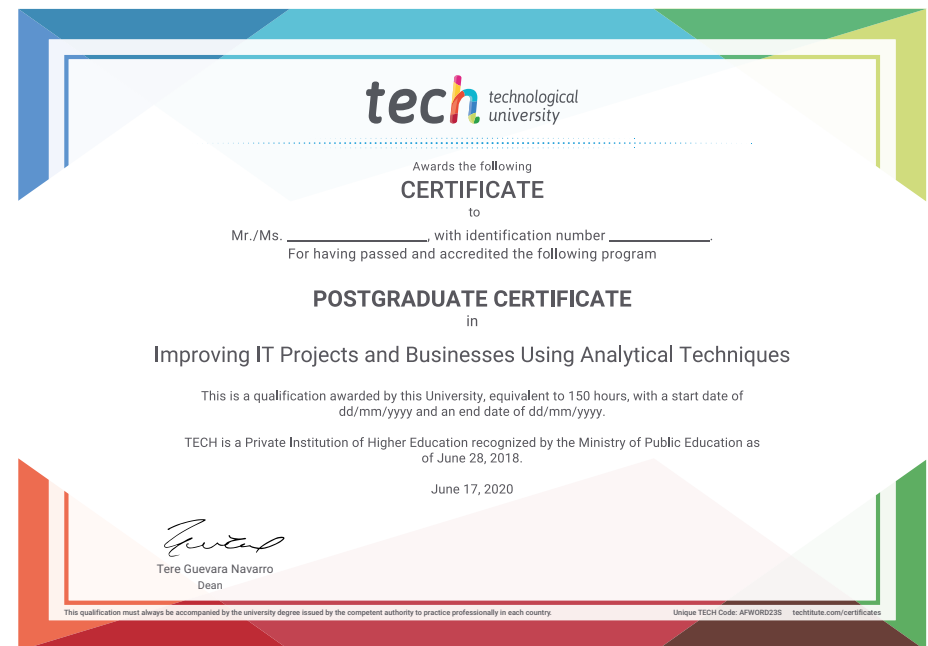 tech technological
university
Awards the following
CERTIFICATE
to
Mr./Ms. ____________________, with identification number ______________.
For having passed and accredited the following program
POSTGRADUATE CERTIFICATE
in
Improving IT Projects and Businesses Using Analytical Techniques
This is a qualification awarded by this University, equivalent to 150 hours, with a start date of
dd/mm/yyyy and an end date of dd/mm/yyyy.
TECH is a Private Institution of Higher Education recognized by the Ministry of Public Education as
of June 28, 2018.
June 17, 2020
Tere Guevara Navarro
Dean
This qualification must always be accompanied by the university degree issued by the competent authority to practice professionally in each country.
Unique TECH Code: AFWORD23S techtitute.com/certificates